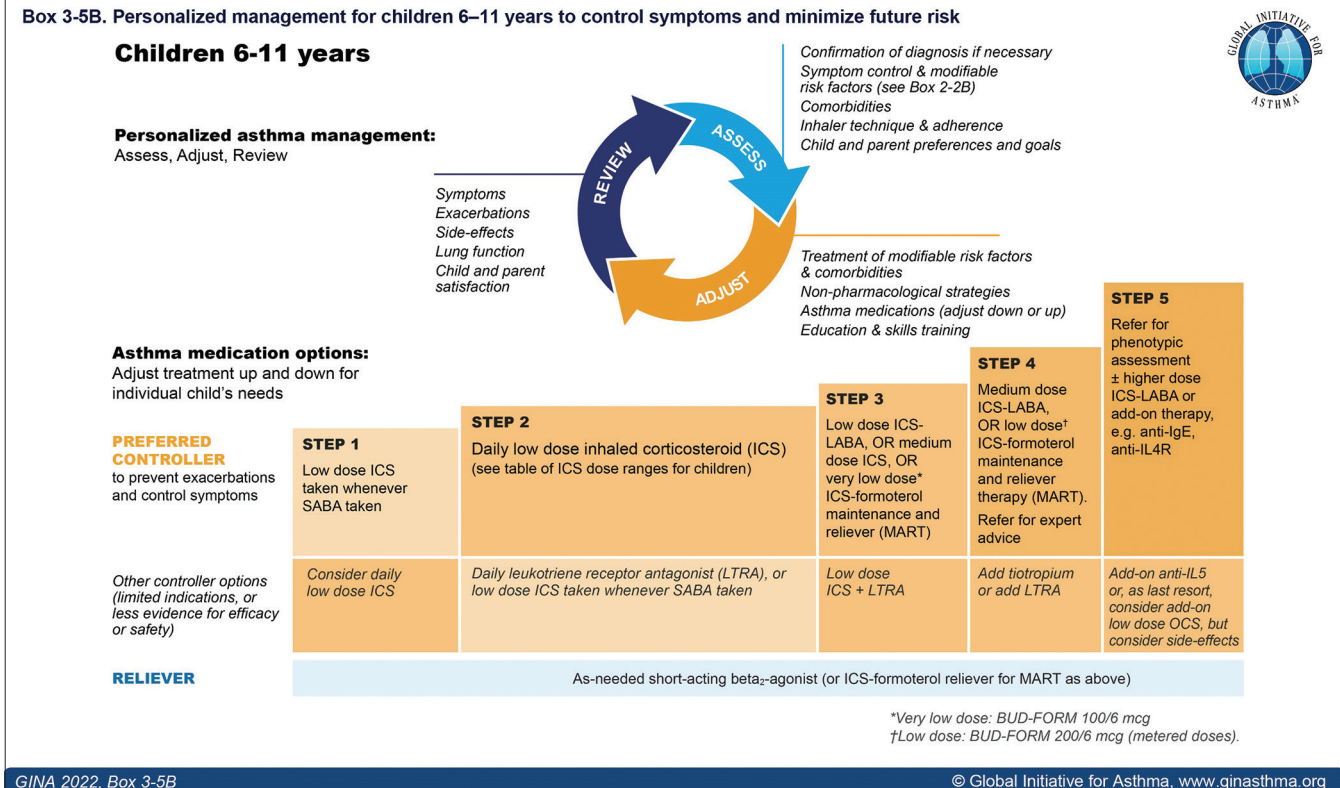 Box 3-5B. Personalized management for children 6–11 years to control symptoms and minimize future risk
Children 6-11 years
GLOBAL INITIATIVE FOR
ASTHMA
Personalized asthma management:
Assess, Adjust, Review
REVIEW
ASSESS
ADJUST
Confirmation of diagnosis if necessary
Symptom control & modifiable
risk factors (see Box 2-2B)
Comorbidities
Inhaler technique & adherence
Child and parent preferences and goals
Symptoms
Exacerbations
Side-effects
Lung function
Child and parent
satisfaction
Treatment of modifiable risk factors
& comorbidities
Non-pharmacological strategies
Asthma medications (adjust down or up)
Education & skills training
Asthma medication options:
Adjust treatment up and down for
individual child's needs
PREFERRED
CONTROLLER
to prevent exacerbations
and control symptoms
STEP 1
Low dose ICS
taken whenever
SABA taken
STEP 2
Daily low dose inhaled corticosteroid (ICS)
(see table of ICS dose ranges for children)
STEP 3
Low dose ICS-
LABA, OR medium
dose ICS, OR
very low dose*
ICS-formoterol
maintenance and
reliever (MART)
STEP 4
Medium dose
ICS-LABA,
OR low dose†
ICS-formoterol
maintenance
and reliever
therapy (MART).
Refer for expert
advice
STEP 5
Refer for
phenotypic
assessment
± higher dose
ICS-LABA or
add-on therapy,
e.g. anti-IgE,
anti-IL4R
Other controller options
(limited indications, or
less evidence for efficacy
or safety)
Consider daily
low dose ICS
Daily leukotriene receptor antagonist (LTRA), or
low dose ICS taken whenever SABA taken
Low dose
ICS + LTRA
Add tiotropium
or add LTRA
Add-on anti-IL5
or, as last resort,
consider add-on
low dose OCS, but
consider side-effects
RELIEVER
As-needed short-acting beta₂-agonist (or ICS-formoterol reliever for MART as above)
*Very low dose: BUD-FORM 100/6 mcg
†Low dose: BUD-FORM 200/6 mcg (metered doses).
GINA 2022, Box 3-5B
© Global Initiative for Asthma, www.ginasthma.org